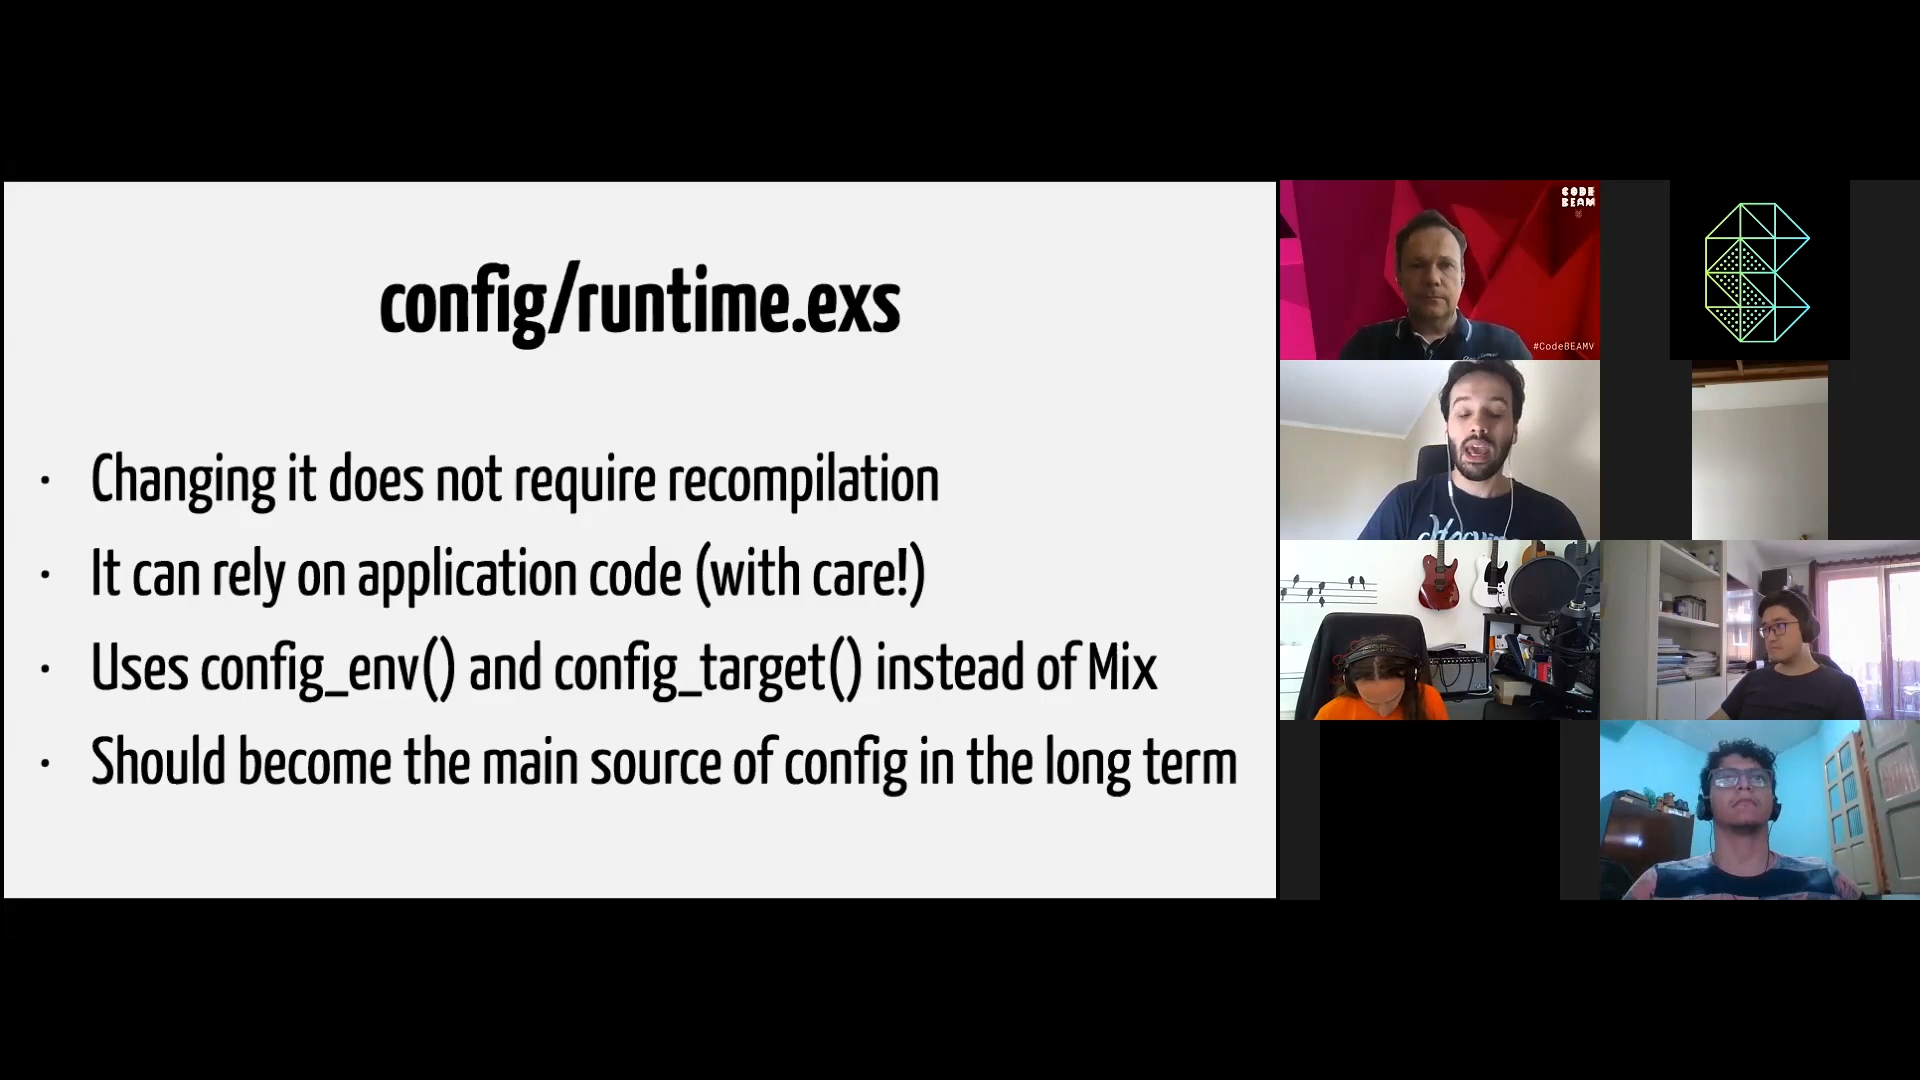 config/runtime.exs
· Changing it does not require recompilation
· It can rely on application code (with care!)
· Uses config_env() and config_target() instead of Mix
· Should become the main source of config in the long term
CODE
BEAM
#CodeBEAMV